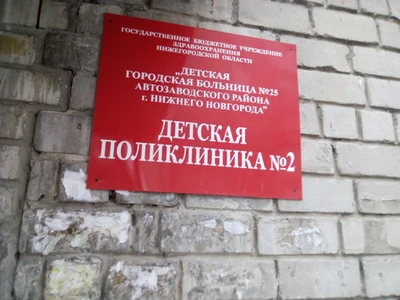 ГОСУДАРСТВЕННОЕ БЮДЖЕТНОЕ УЧРЕЖДЕНИЕ
ЗДРАВООХРАНЕНИЯ
НИЖЕГОРОДСКОЙ ОБЛАСТИ
„ДЕТСКАЯ
ГОРОДСКАЯ БОЛЬНИЦА №25
АВТОЗАВОДСКОГО РАЙОНА
г. НИЖНЕГО НОВГОРОДА"
ДЕТСКАЯ
ПОЛИКЛИНИКА №2